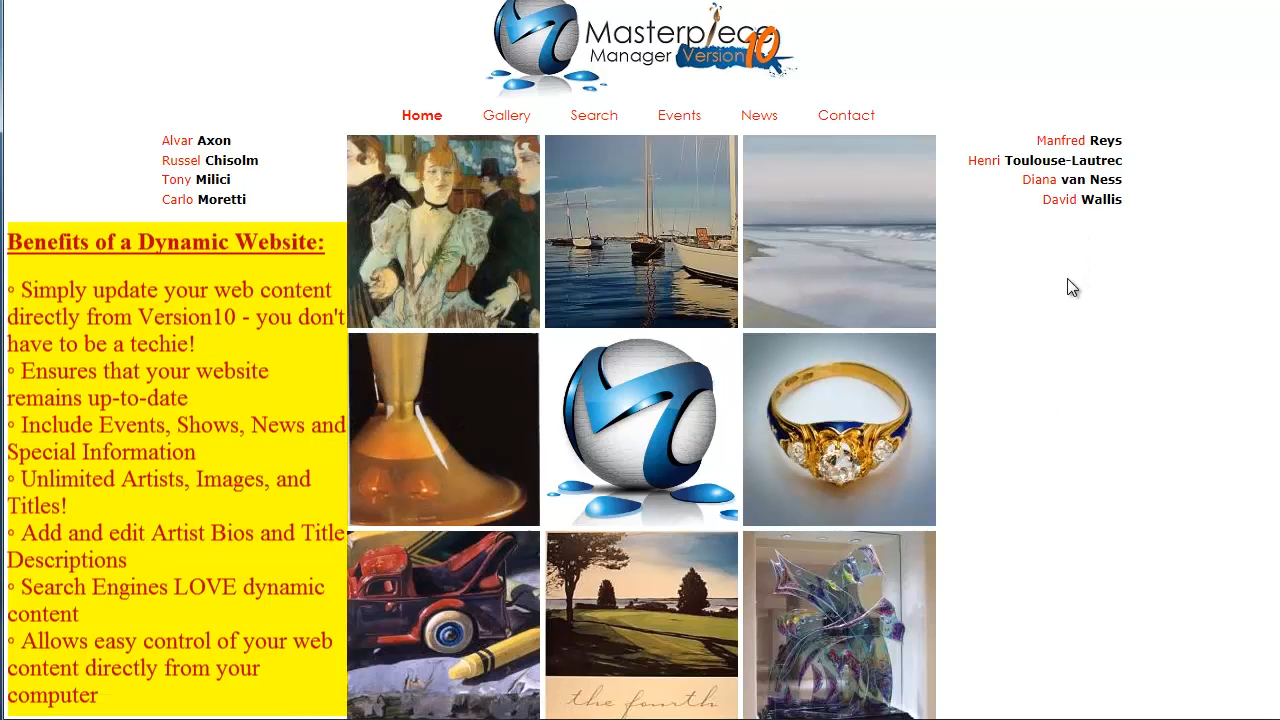 Masterpiece
Manager Version 10
Home Gallery Search Events News Contact
Alvar Axon
Russel Chisolm
Tony Milici
Carlo Moretti
Manfred Reys
Henri Toulouse-Lautrec
Diana van Ness
David Wallis
Benefits of a Dynamic Website:
◦ Simply update your web content
directly from Version10 - you don't
have to be a techie!
◦ Ensures that your website
remains up-to-date
◦ Include Events, Shows, News and
Special Information
◦ Unlimited Artists, Images, and
Titles!
◦ Add and edit Artist Bios and Title
Descriptions
◦ Search Engines LOVE dynamic
content
◦ Allows easy control of your web
content directly from your
computer
the fourth